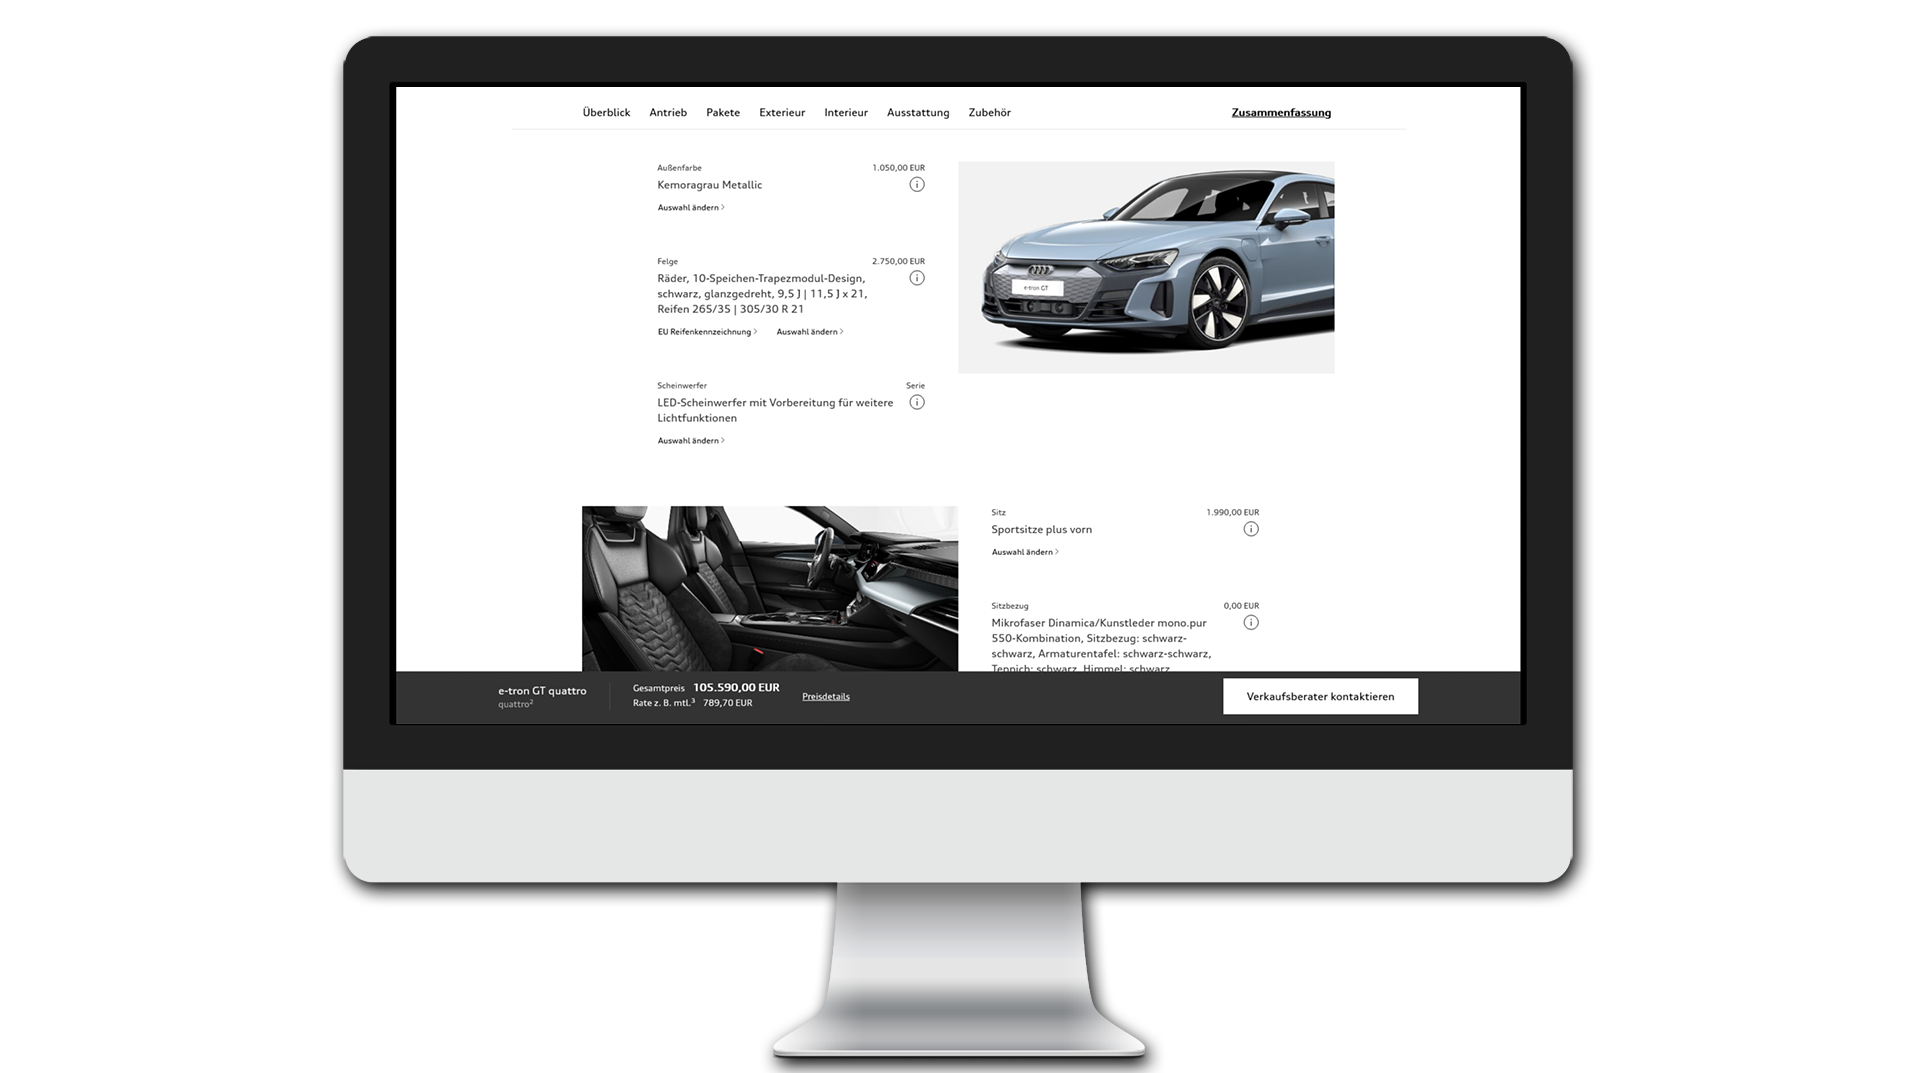 Überblick Antrieb Pakete Exterieur Interieur Ausstattung Zubehör Zusammenfassung
Außenfarbe 1.050,00 EUR
Kemoragrau Metallic
Auswahl ändern
Felge 2.750,00 EUR
Räder, 10-Speichen-Trapezmodul-Design,
schwarz, glanzgedreht, 9,5 J | 11,5 J x 21,
Reifen 265/35 | 305/30 R 21
EU Reifenkennzeichnung Auswahl ändern
e-tron GT
Scheinwerfer Serie
LED-Scheinwerfer mit Vorbereitung für weitere
Lichtfunktionen
Auswahl ändern
Sitz 1.990,00 EUR
Sportsitze plus vorn
Auswahl ändern
Sitzbezug 0,00 EUR
Mikrofaser Dinamica/Kunstleder mono.pur
550-Kombination, Sitzbezug: schwarz-
schwarz, Armaturentafel: schwarz-schwarz,
Teppich: schwarz, Himmel: schwarz
e-tron GT quattro
quattro²
Gesamtpreis 105.590,00 EUR
Rate z. B. mtl.³ 789,70 EUR
Preisdetails
Verkaufsberater kontaktieren